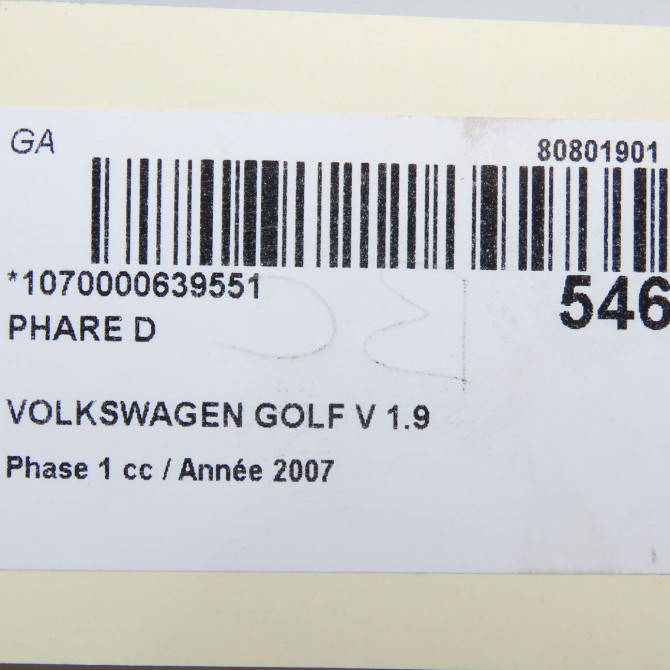 GA
80801901
*1070000639551
546
PHARE D
VOLKSWAGEN GOLF V 1.9
Phase 1 cc / Année 2007